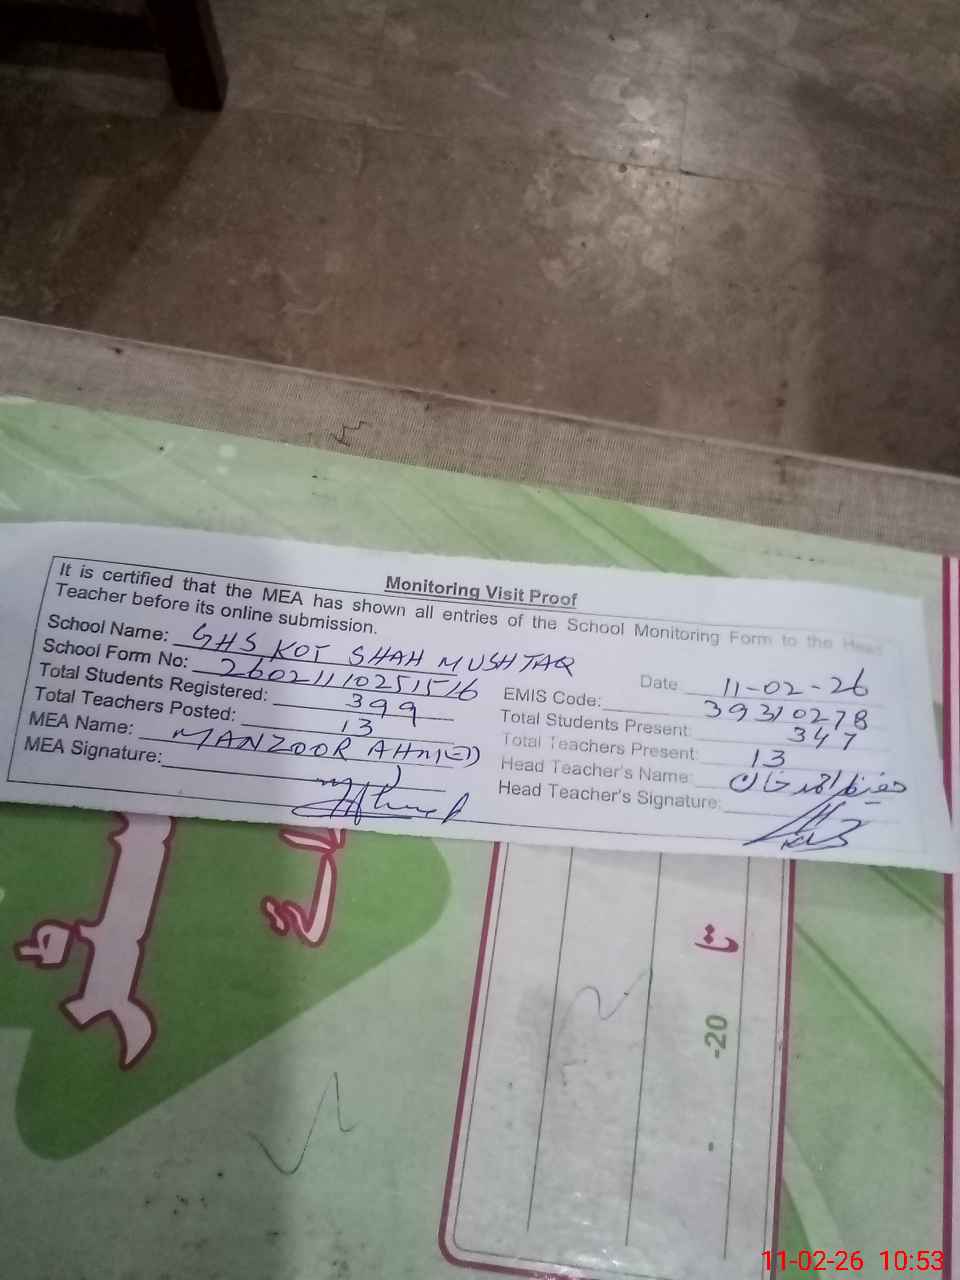 Monitoring Visit Proof
It is certified that the MEA has shown all entries of the School Monitoring Form to the Head
Teacher before its online submission.
School Name: GHS KOT SHAH MUSHTAQ
Date 11-02-26
School Form No: 26021110251516
EMIS Code: 39310278
Total Students Registered: 399
Total Students Present: 347
Total Teachers Posted: 13
Total Teachers Present: 13
MEA Name: MANZOOR AHMED
Head Teacher's Name: احمد خان
MEA Signature:
Head Teacher's Signature:
تا
-20
11-02-26 10:53